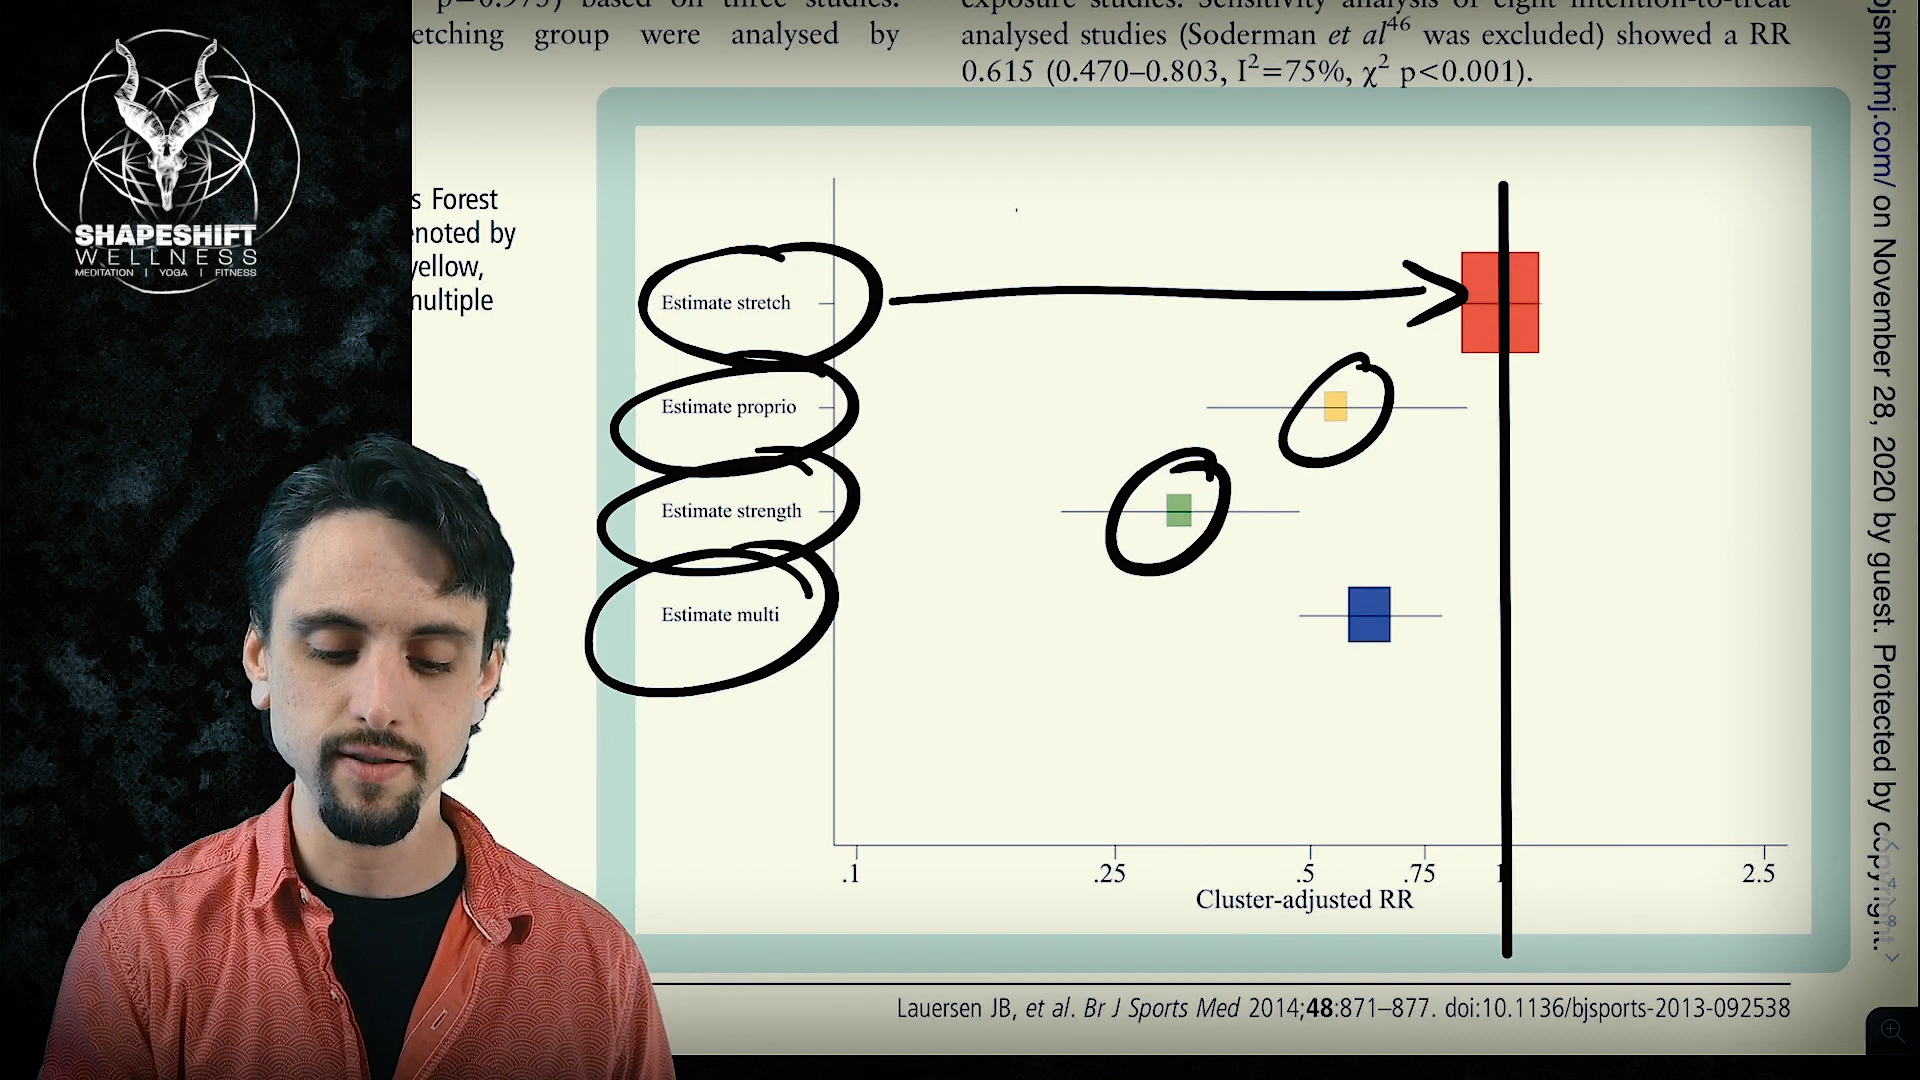 SHAPESHIFT
WELLNESS
MEDITATION | YOGA | FITNESS
etching group were analysed by
analysed studies (Soderman et al46 was excluded) showed a RR
0.615 (0.470–0.803, I2=75%, χ2 p<0.001).
s Forest
enoted by
yellow,
multiple
Estimate stretch
Estimate proprio
Estimate strength
Estimate multi
.1 .25 .5 .75 1 2.5
Cluster-adjusted RR
Lauersen JB, et al. Br J Sports Med 2014;48:871–877. doi:10.1136/bjsports-2013-092538
bjsm.bmj.com/ on November 28, 2020 by guest. Protected by copyright.